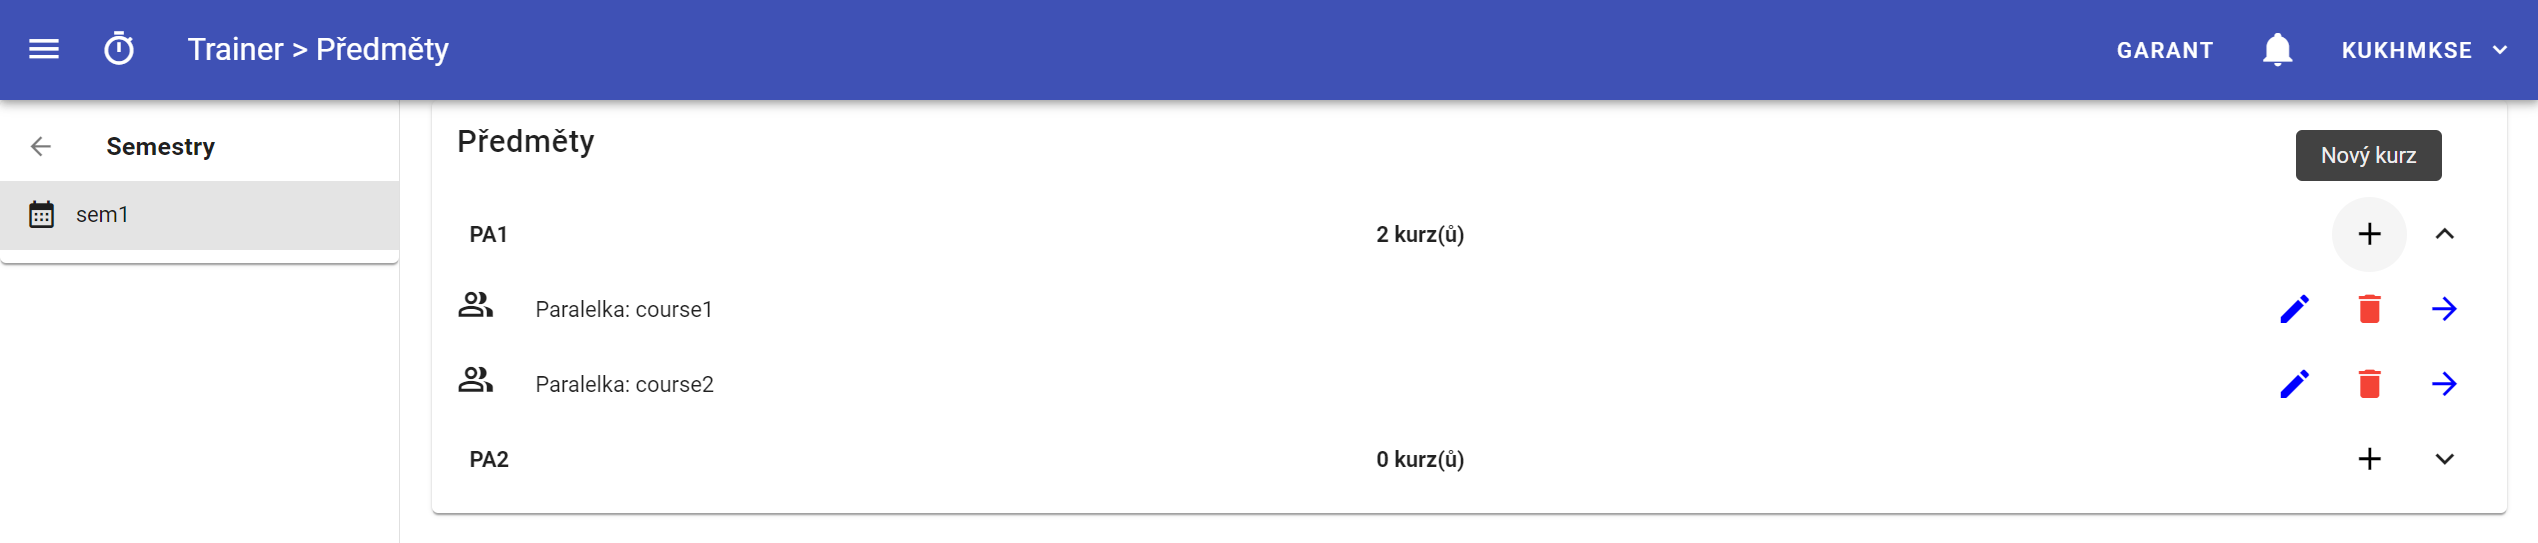 Trainer > Předměty
GARANT
KUKHMKSE
Semestry
sem1
Předměty
Nový kurz
PA1 2 kurz(ů)
Paralelka: course1
Paralelka: course2
PA2 0 kurz(ů)